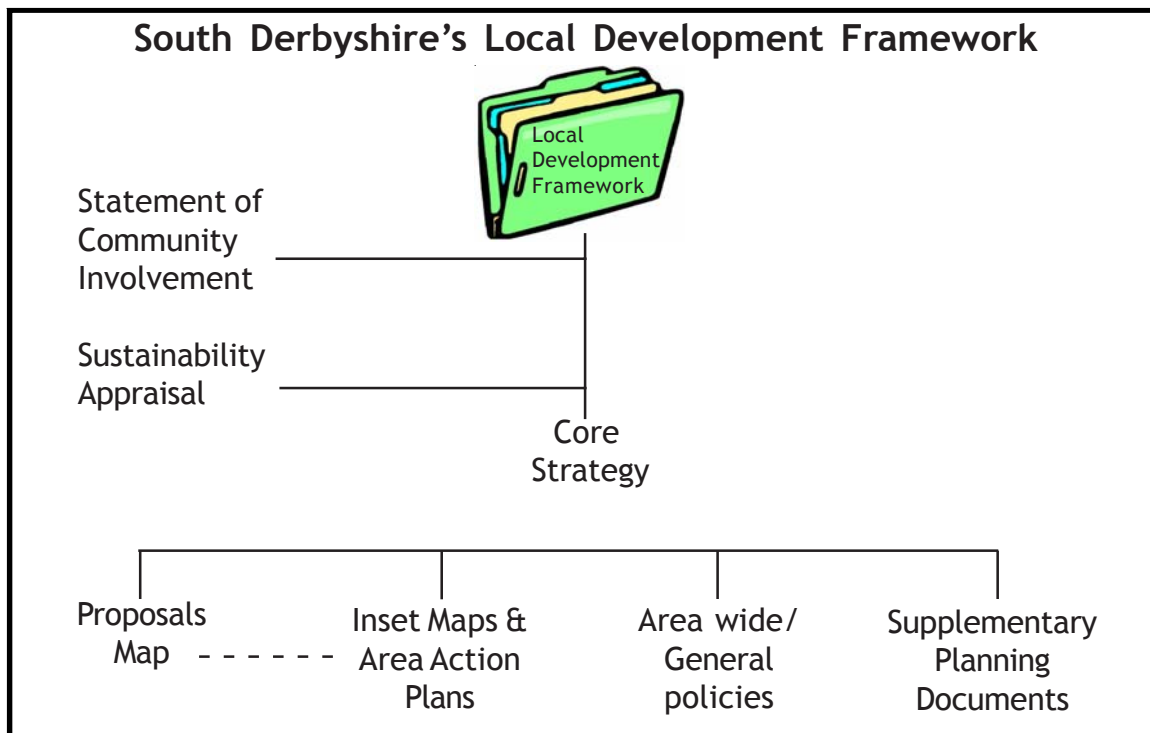 South Derbyshire’s Local Development Framework
Local
Development
Framework
Statement of
Community
Involvement
Sustainability
Appraisal
Core
Strategy
Proposals
Map
Inset Maps &
Area Action
Plans
Area wide/
General
policies
Supplementary
Planning
Documents